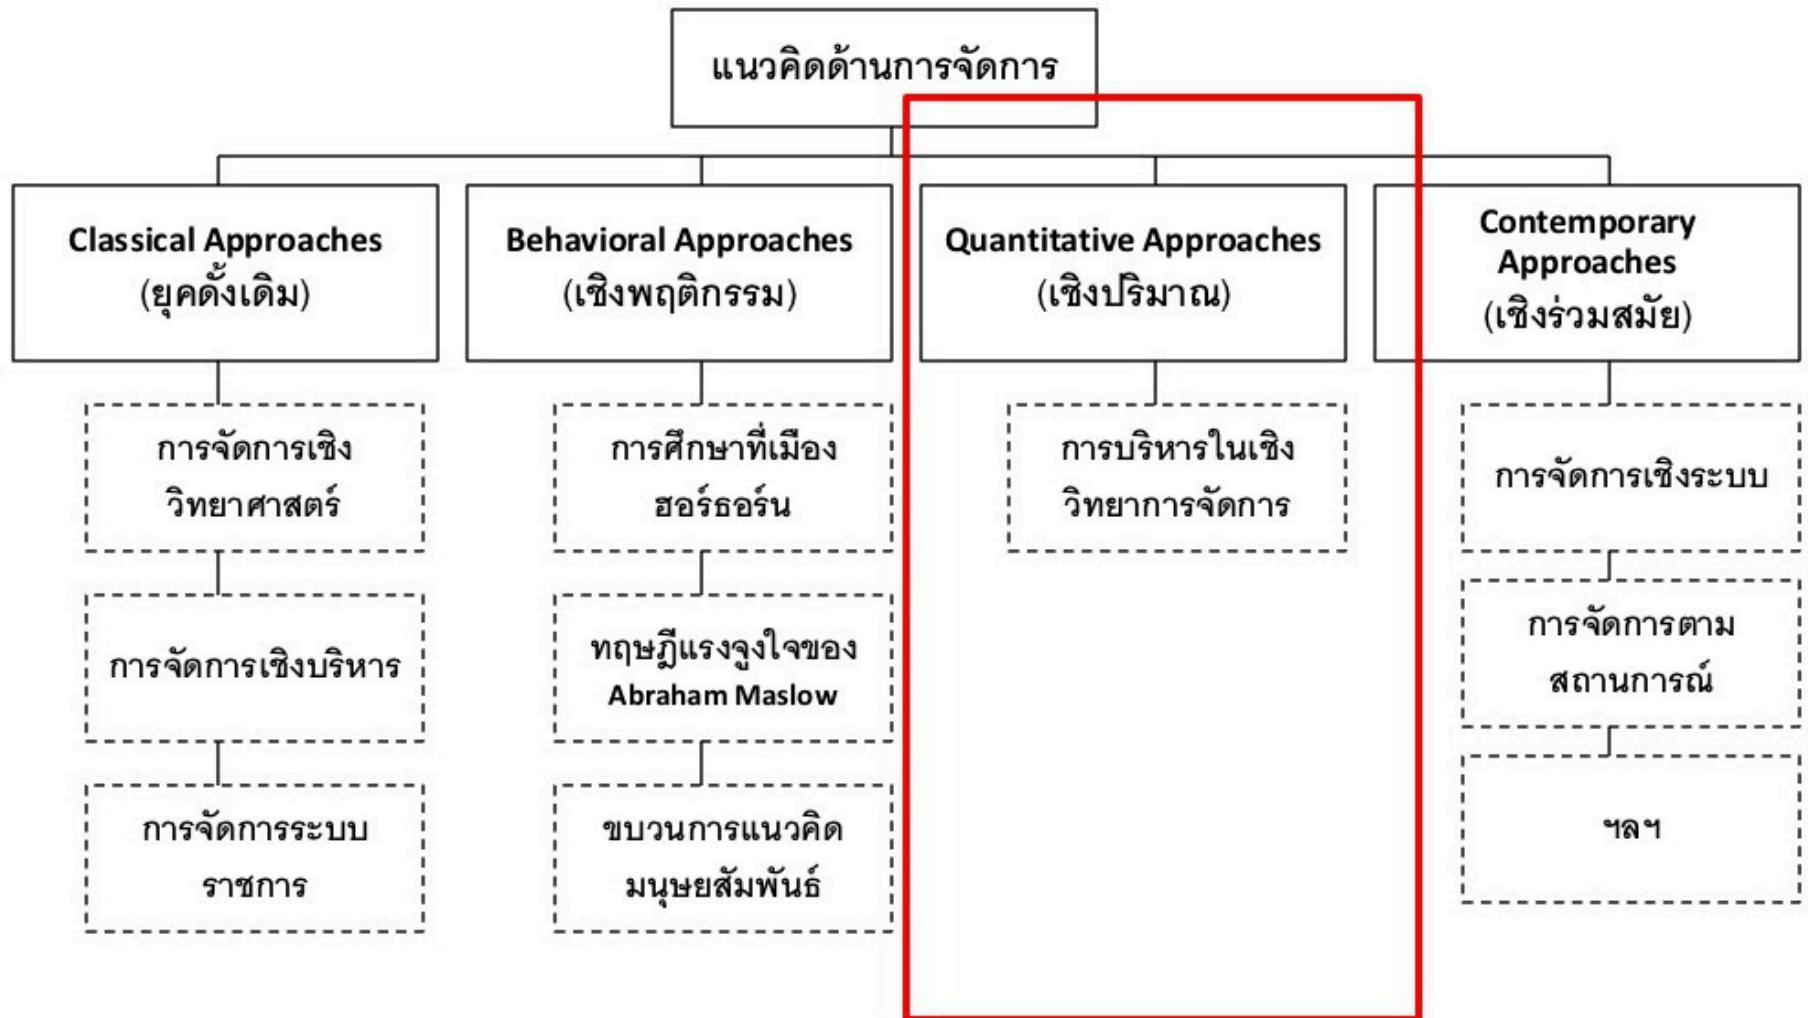 แนวคิดด้านการจัดการ
Classical Approaches
(ยุคดั้งเดิม)
การจัดการเชิง
วิทยาศาสตร์
การจัดการเชิงบริหาร
การจัดการระบบ
ราชการ
Behavioral Approaches
(เชิงพฤติกรรม)
การศึกษาที่เมือง
ฮอร์ธอร์น
ทฤษฎีแรงจูงใจของ
Abraham Maslow
ขบวนการแนวคิด
มนุษยสัมพันธ์
Quantitative Approaches
(เชิงปริมาณ)
การบริหารในเชิง
วิทยาการจัดการ
Contemporary
Approaches
(เชิงร่วมสมัย)
การจัดการเชิงระบบ
การจัดการตาม
สถานการณ์
ฯลฯ